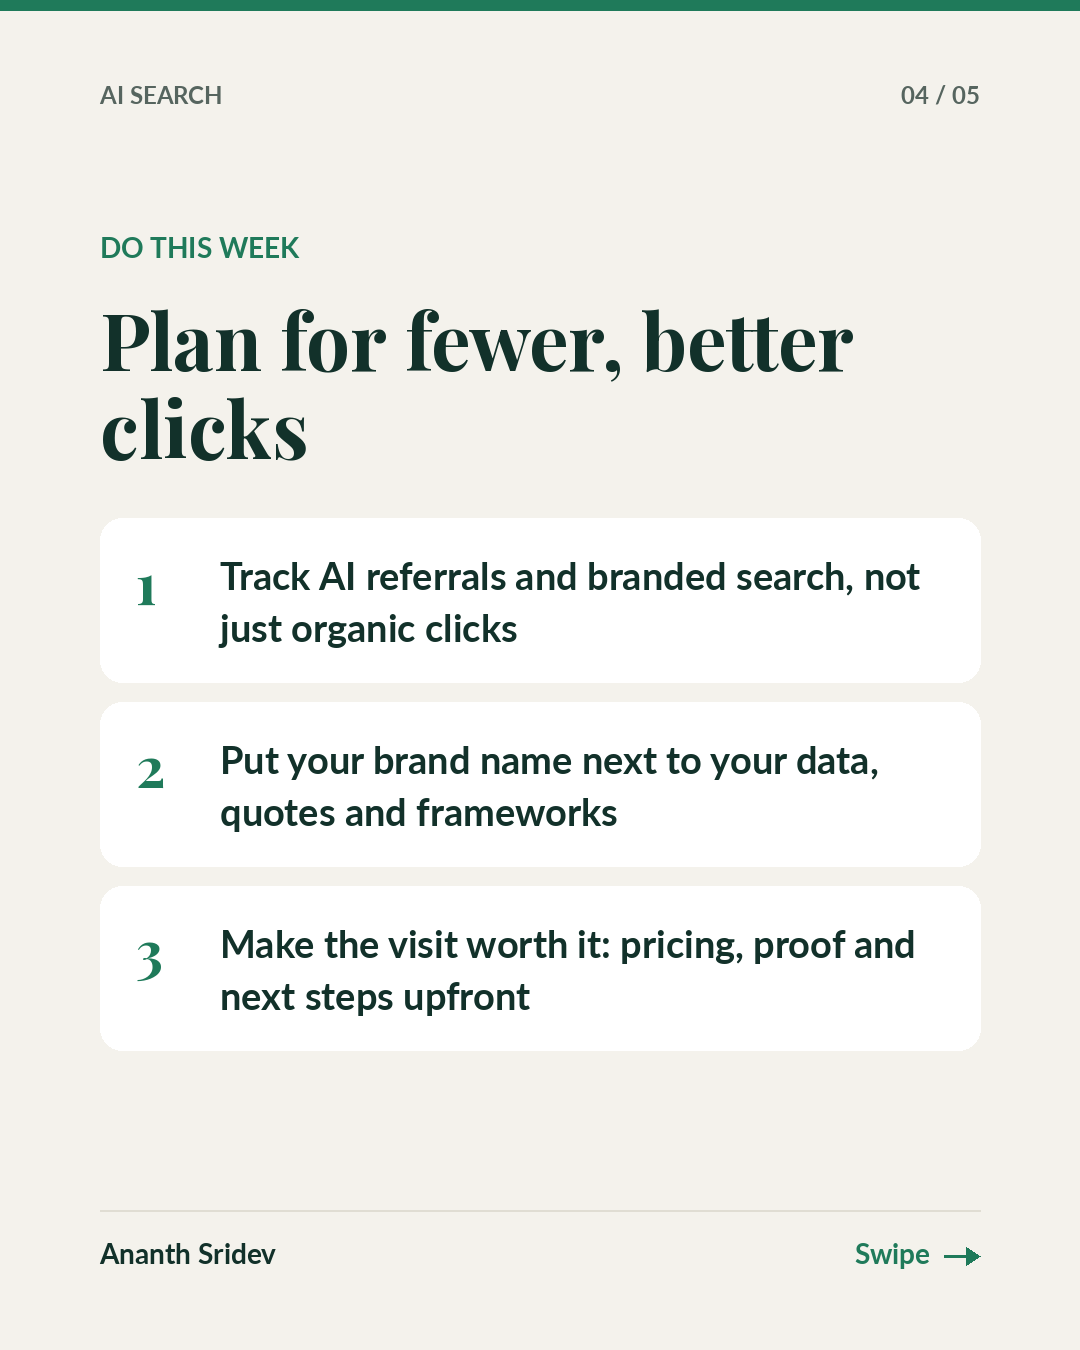 AI SEARCH
04 / 05
DO THIS WEEK
Plan for fewer, better
clicks
1
Track AI referrals and branded search, not
just organic clicks
2
Put your brand name next to your data,
quotes and frameworks
3
Make the visit worth it: pricing, proof and
next steps upfront
Ananth Sridev
Swipe